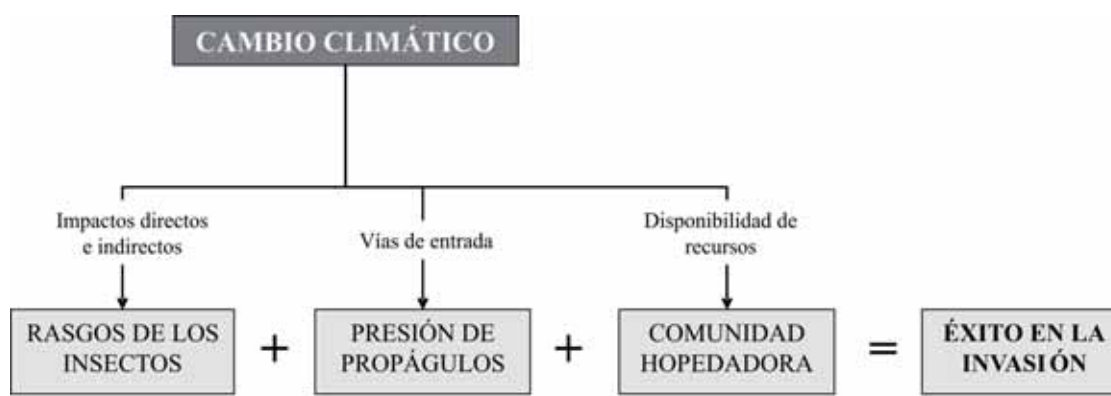 CAMBIO CLIMÁTICO
Impactos directos
e indirectos
Vías de entrada
Disponibilidad de
recursos
RASGOS DE LOS
INSECTOS
+
PRESIÓN DE
PROPÁGULOS
+
COMUNIDAD
HOPEDADORA
=
ÉXITO EN LA
INVASIÓN